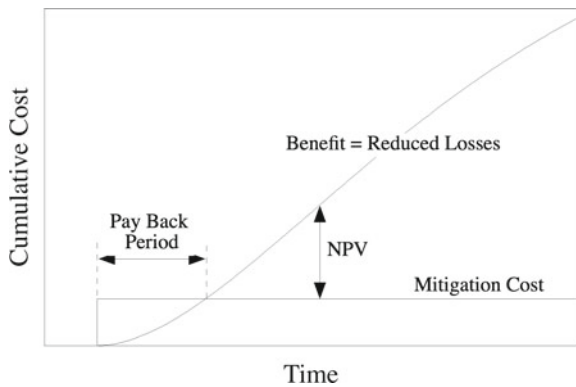 Cumulative Cost
Benefit = Reduced Losses
Pay Back
Period
NPV
Mitigation Cost
Time